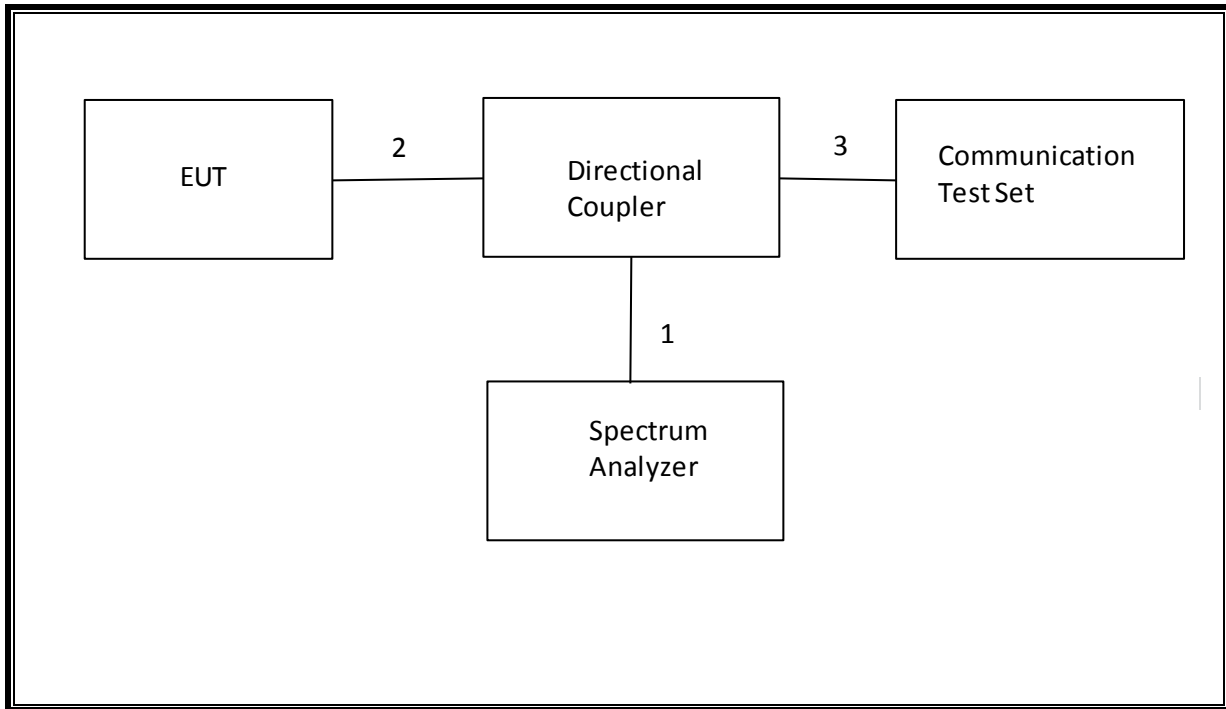 EUT
2
Directional
Coupler
3
Communication
Test Set
1
Spectrum
Analyzer